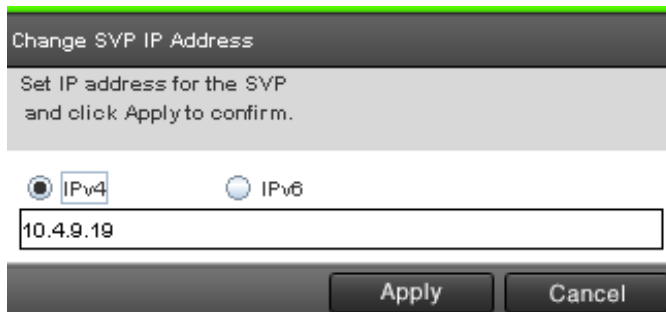 Change SVP IP Address
Set IP address for the SVP
and click Apply to confirm.
IPv4 IPv6
10.4.9.19
Apply Cancel